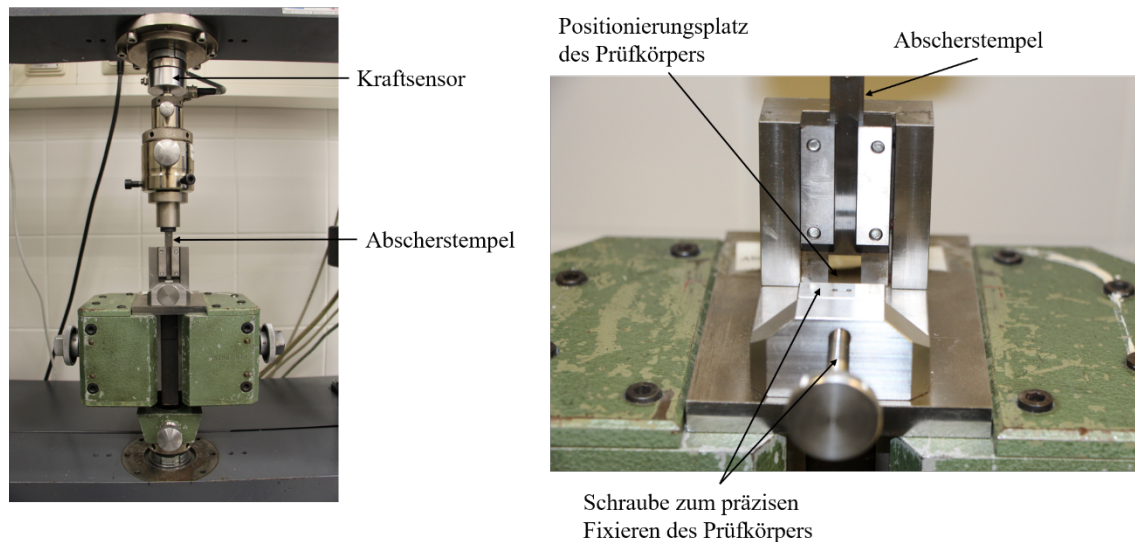 Kraftsensor
Abscherstempel
Positionierungsplatz
des Prüfkörpers
Abscherstempel
Schraube zum präzisen
Fixieren des Prüfkörpers